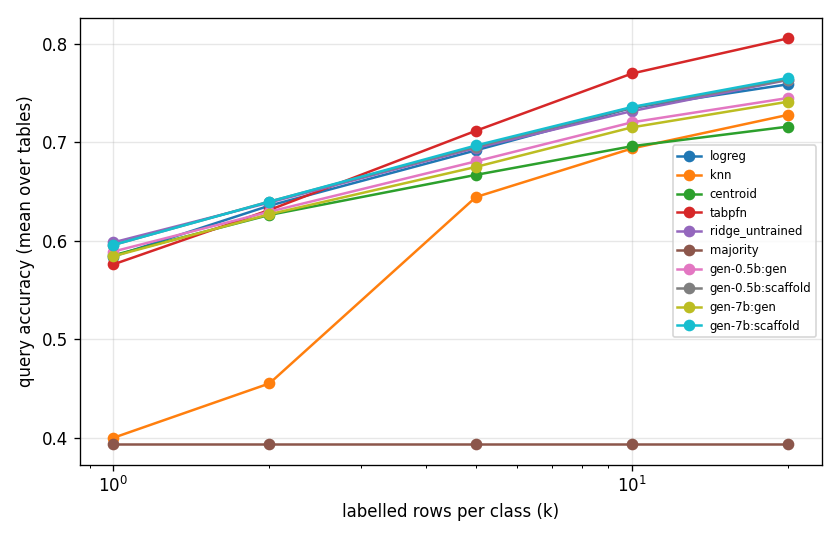 0.8
0.7
0.6
0.5
0.4
query accuracy (mean over tables)
10⁰
10¹
labelled rows per class (k)
logreg
knn
centroid
tabpfn
ridge_untrained
majority
gen-0.5b:gen
gen-0.5b:scaffold
gen-7b:gen
gen-7b:scaffold